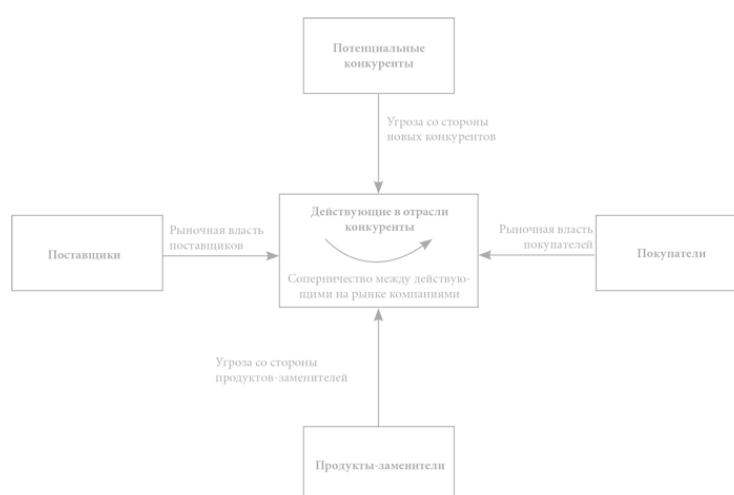 Потенциальные
конкуренты
Угроза со стороны
новых конкурентов
Действующие в отрасли
конкуренты
Рыночная власть
поставщиков
Рыночная власть
покупателей
Поставщики
Покупатели
Соперничество между действую-
щими на рынке компаниями
Угроза со стороны
продуктов-заменителей
Продукты-заменители